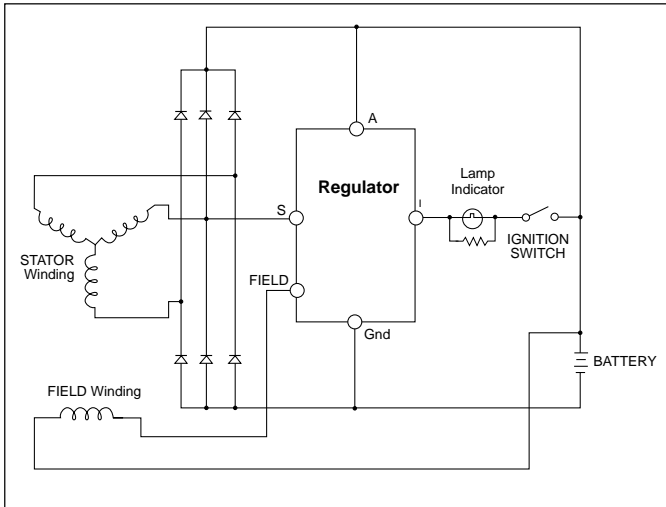 A
Regulator
Lamp
Indicator
S
I
IGNITION
SWITCH
STATOR
Winding
FIELD
Gnd
BATTERY
FIELD Winding